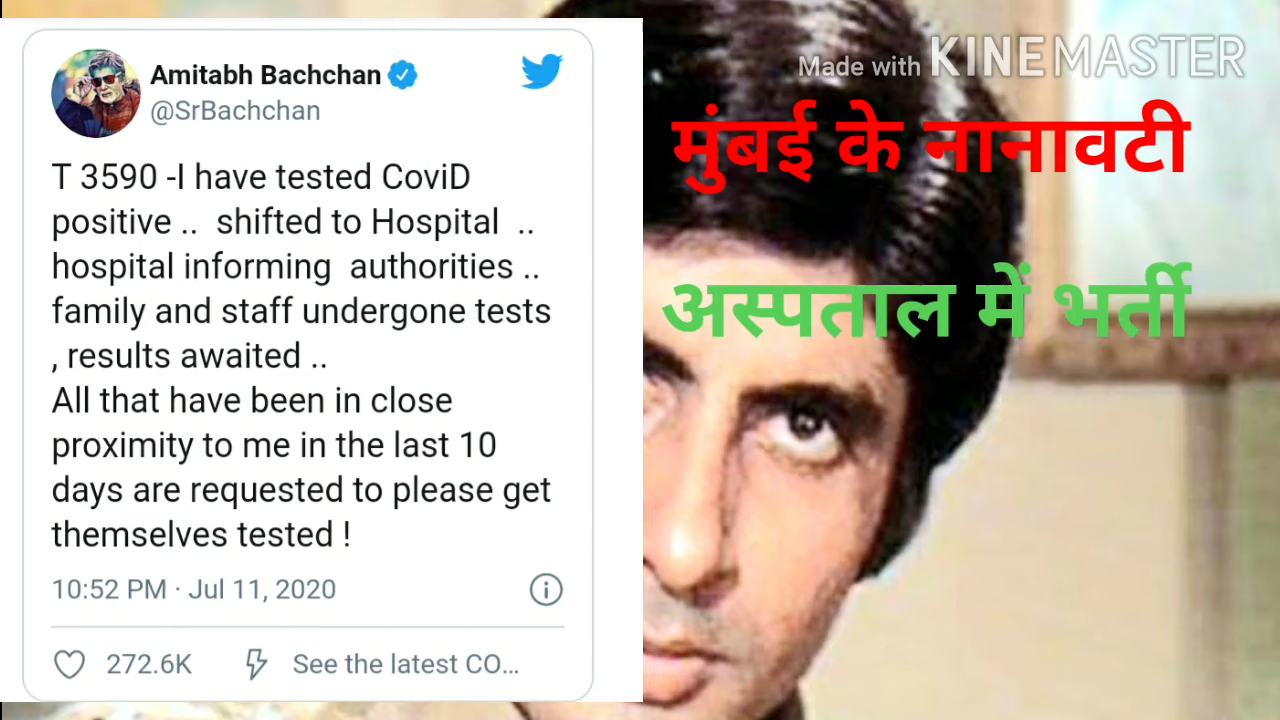 Amitabh Bachchan
@SrBachchan
T 3590 -I have tested CoviD
positive .. shifted to Hospital ..
hospital informing authorities ..
family and staff undergone tests
, results awaited ..
All that have been in close
proximity to me in the last 10
days are requested to please get
themselves tested !
10:52 PM · Jul 11, 2020
272.6K See the latest CO...
Made with KINEMASTER
मुंबई के नानावटी
अस्पताल में भर्ती